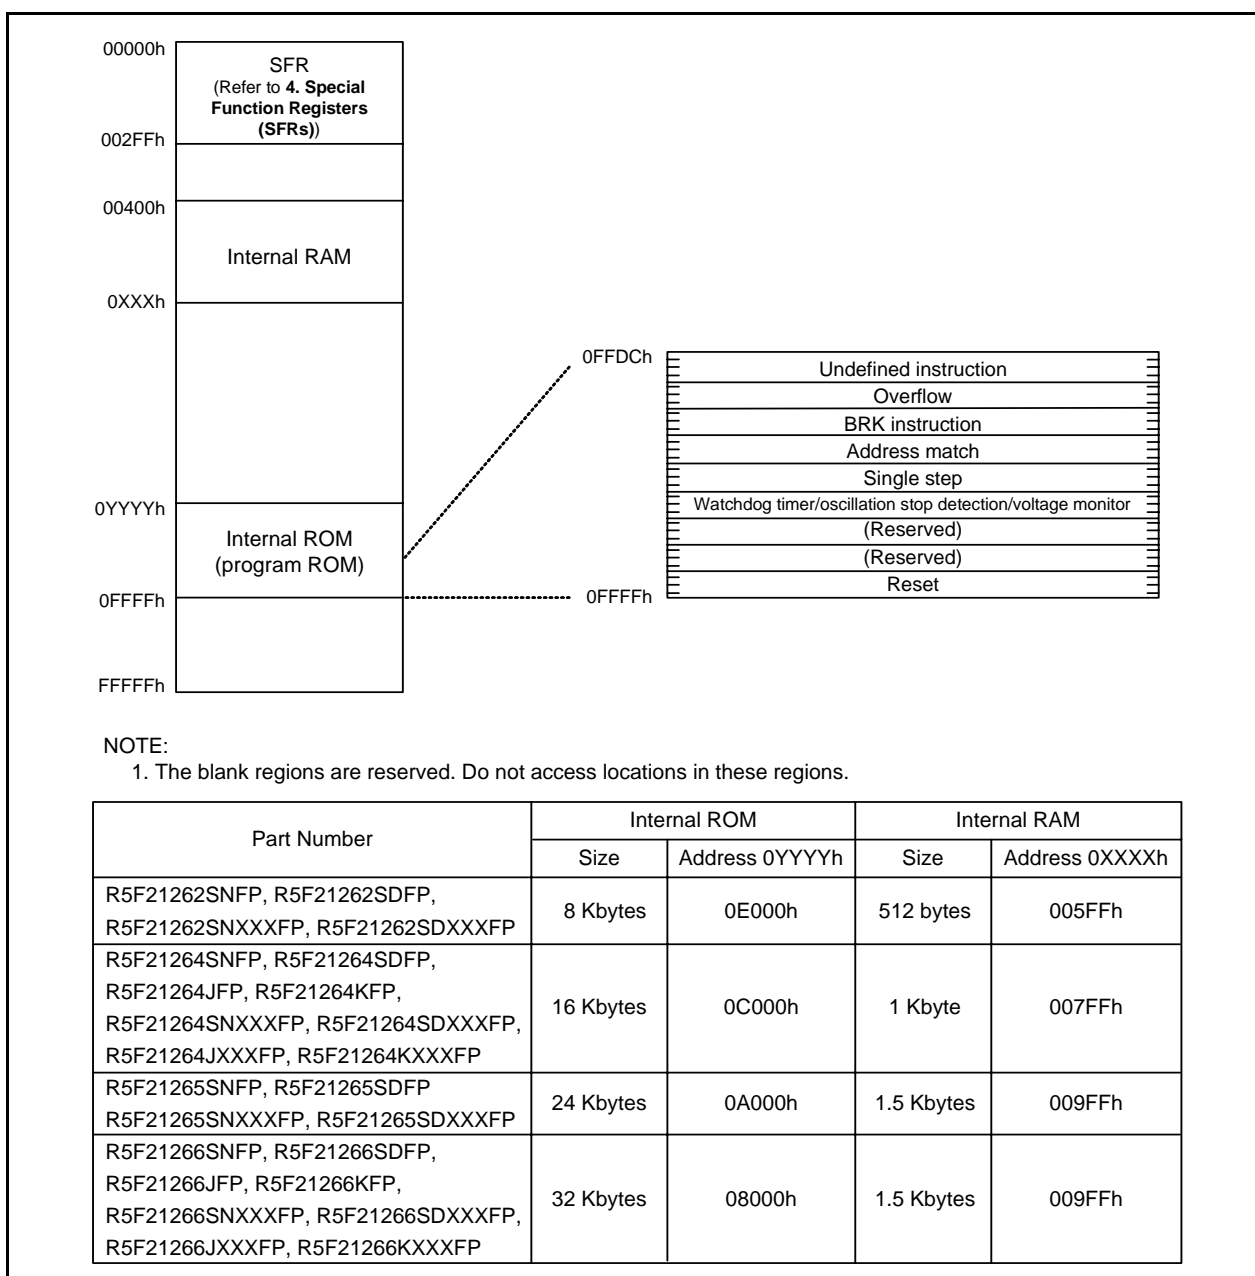 00000h
SFR
(Refer to 4. Special
Function Registers
(SFRs))
002FFh
00400h
Internal RAM
0XXXh
0YYYYh
Internal ROM
(program ROM)
0FFFFh
FFFFFh
0FFDCh
Undefined instruction
Overflow
BRK instruction
Address match
Single step
Watchdog timer/oscillation stop detection/voltage monitor
(Reserved)
(Reserved)
Reset
0FFFFh
NOTE:
1. The blank regions are reserved. Do not access locations in these regions.
Part Number
Internal ROM
Internal RAM
Size
Address 0YYYYh
Size
Address 0XXXXh
R5F21262SNFP, R5F21262SDFP,
R5F21262SNXXXFP, R5F21262SDXXXFP
8 Kbytes
0E000h
512 bytes
005FFh
R5F21264SNFP, R5F21264SDFP,
R5F21264JFP, R5F21264KFP,
R5F21264SNXXXFP, R5F21264SDXXXFP,
R5F21264JXXXFP, R5F21264KXXXFP
16 Kbytes
0C000h
1 Kbyte
007FFh
R5F21265SNFP, R5F21265SDFP
R5F21265SNXXXFP, R5F21265SDXXXFP
24 Kbytes
0A000h
1.5 Kbytes
009FFh
R5F21266SNFP, R5F21266SDFP,
R5F21266JFP, R5F21266KFP,
R5F21266SNXXXFP, R5F21266SDXXXFP,
R5F21266JXXXFP, R5F21266KXXXFP
32 Kbytes
08000h
1.5 Kbytes
009FFh